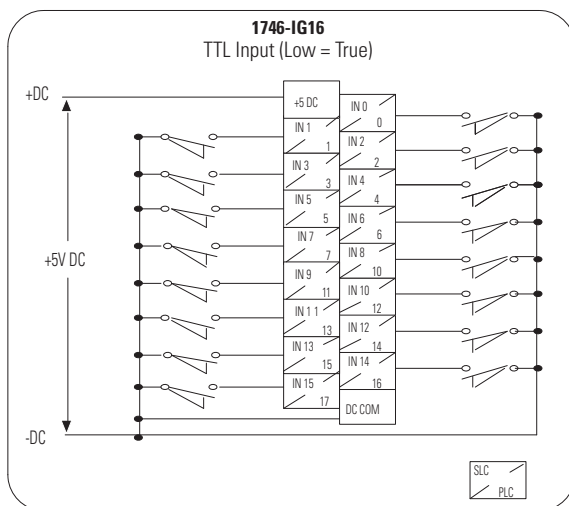 1746-IG16
TTL Input (Low = True)
+DC
+5 DC
IN 0
0
IN 1
1
IN 2
2
IN 3
3
IN 4
4
IN 5
5
IN 6
6
+5V DC
IN 7
7
IN 8
10
IN 9
11
IN 10
12
IN 1 1
13
IN 12
14
IN 13
15
IN 14
16
IN 15
17
DC COM
-DC
SLC
PLC